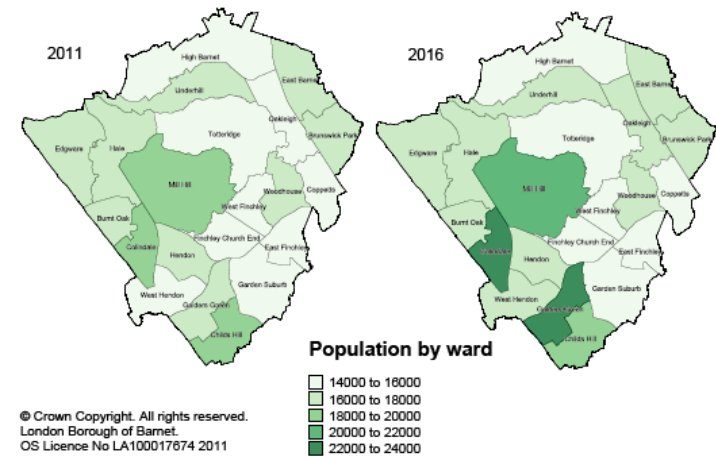 2011
High Barnet
East Barne
Underhill
Oakleigh
Totteridge
Brunswick Park
Edgware
Hale
Mill Hill
Woodhouse
Coppetts
West Finchley
Burnt Oak
Finchley Church End
Colindale
East Finchley
Hendon
Garden Suburb
West Hendon
Golders Green
Childs Hill
2016
High Barnet
East Barne
Underhill
Oakleigh
Totteridge
Brunswick Park
Edgware
Hale
Mill Hill
Woodhouse
Coppetts
West Finchley
Burnt Oak
Finchley Church End
Colindale
East Finchley
Hendon
Garden Suburb
West Hendon
Childs Hill
Population by ward
14000 to 16000
16000 to 18000
18000 to 20000
20000 to 22000
22000 to 24000
© Crown Copyright. All rights reserved.
London Borough of Barnet.
OS Licence No LA100017674 2011